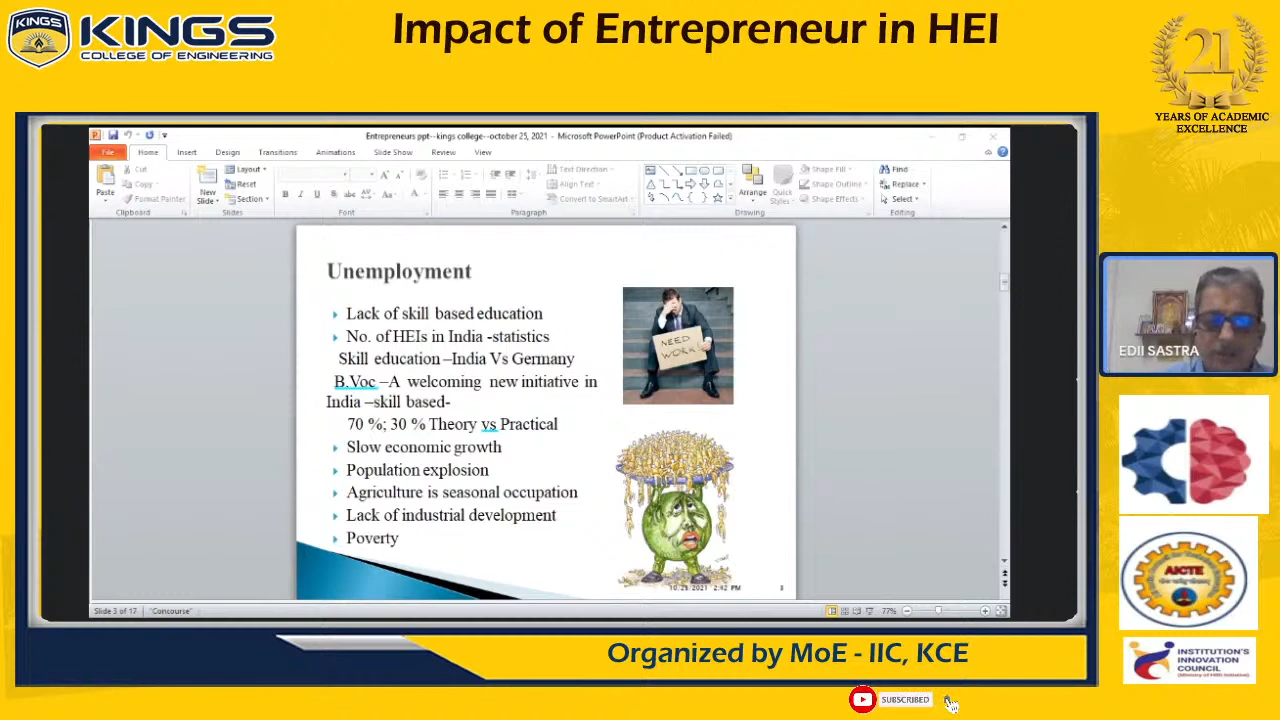 KINGS
COLLEGE OF ENGINEERING
Impact of Entrepreneur in HEI
21
YEARS OF ACADEMIC
EXCELLENCE
Entrepreneurs ppt--kings college--october 25, 2021 - Microsoft PowerPoint (Product Activation Failed)
File Home Insert Design Transitions Animations Slide Show Review View
Paste
Cut
Copy
Format Painter
Clipboard
New
Slide
Layout
Reset
Section
Slides
Font
Paragraph
Text Direction
Align Text
Convert to SmartArt
Arrange
Quick
Styles
Shape Fill
Shape Outline
Shape Effects
Drawing
Find
Replace
Select
Editing
Unemployment
Lack of skill based education
No. of HEIs in India -statistics
Skill education –India Vs Germany
B.Voc –A welcoming new initiative in
India –skill based-
70 %; 30 % Theory vs Practical
Slow economic growth
Population explosion
Agriculture is seasonal occupation
Lack of industrial development
Poverty
NEED
WORK!
10/25/2021 2:42 PM
3
Slide 3 of 17
"Concourse"
77%
EDII SASTRA
AICTE
INSTITUTION'S
INNOVATION
COUNCIL
(Ministry of HRD Initiative)
Organized by MoE - IIC, KCE
SUBSCRIBED